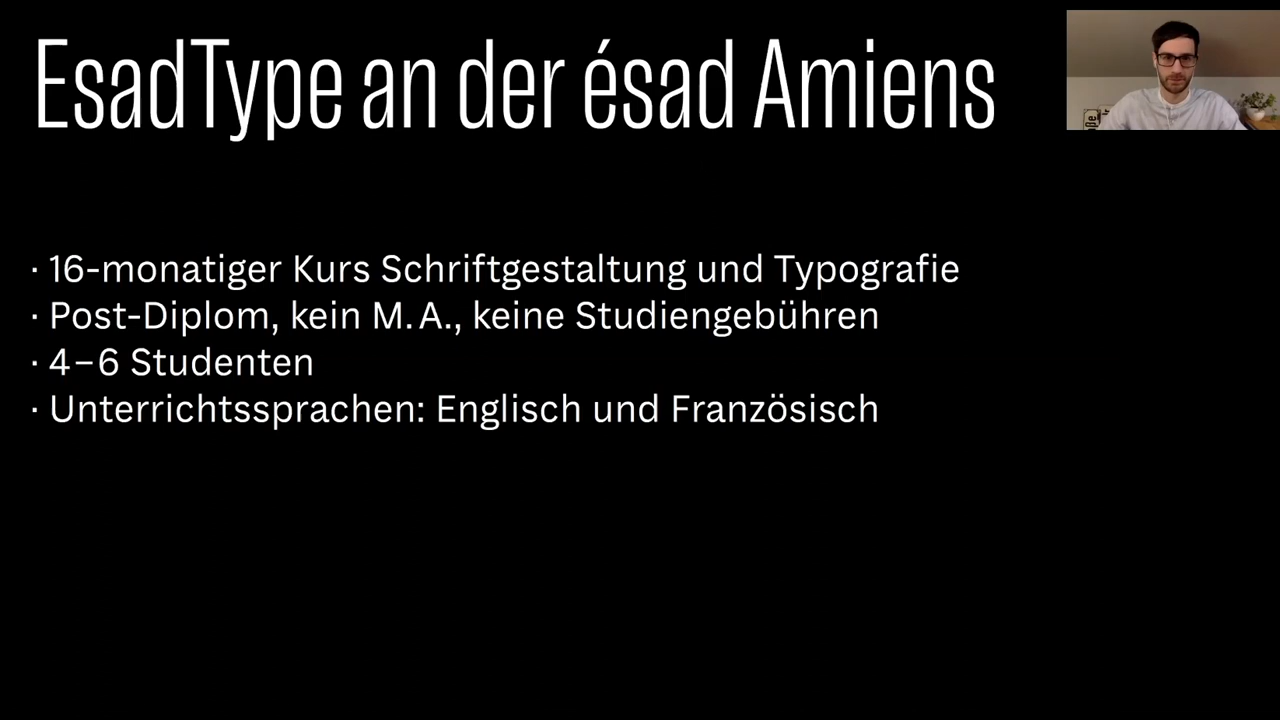 EsadType an der ésad Amiens
· 16-monatiger Kurs Schriftgestaltung und Typografie
· Post-Diplom, kein M. A., keine Studiengebühren
· 4–6 Studenten
· Unterrichtssprachen: Englisch und Französisch